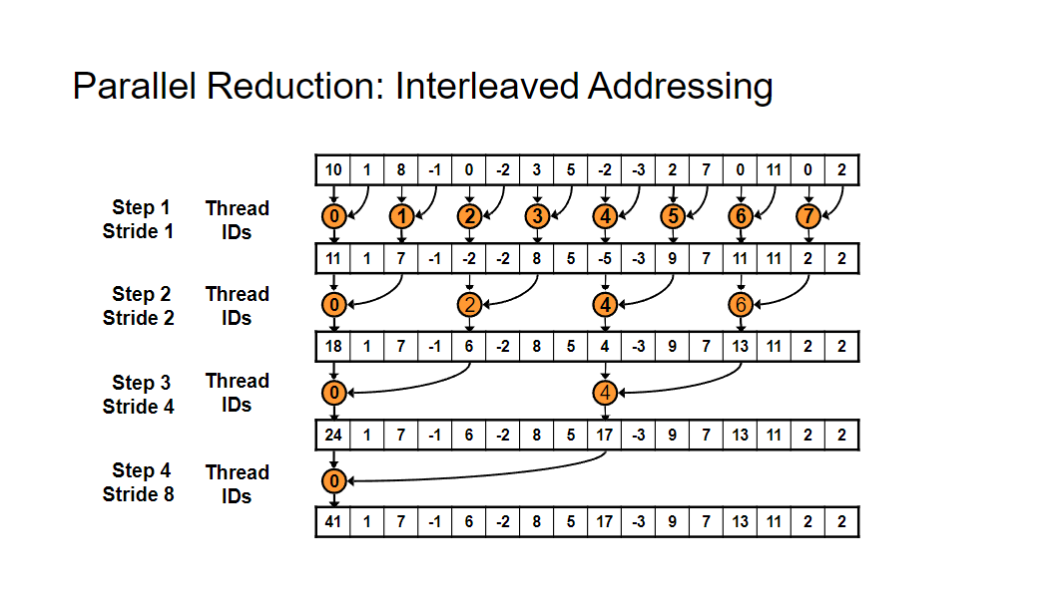 Parallel Reduction: Interleaved Addressing
10 1 8 -1 0 -2 3 5 -2 -3 2 7 0 11 0 2
Step 1 Thread
Stride 1 IDs
0 1 2 3 4 5 6 7
11 1 7 -1 -2 -2 8 5 -5 -3 9 7 11 11 2 2
Step 2 Thread
Stride 2 IDs
0 2 4 6
18 1 7 -1 6 -2 8 5 4 -3 9 7 13 11 2 2
Step 3 Thread
Stride 4 IDs
0 4
24 1 7 -1 6 -2 8 5 17 -3 9 7 13 11 2 2
Step 4 Thread
Stride 8 IDs
0
41 1 7 -1 6 -2 8 5 17 -3 9 7 13 11 2 2